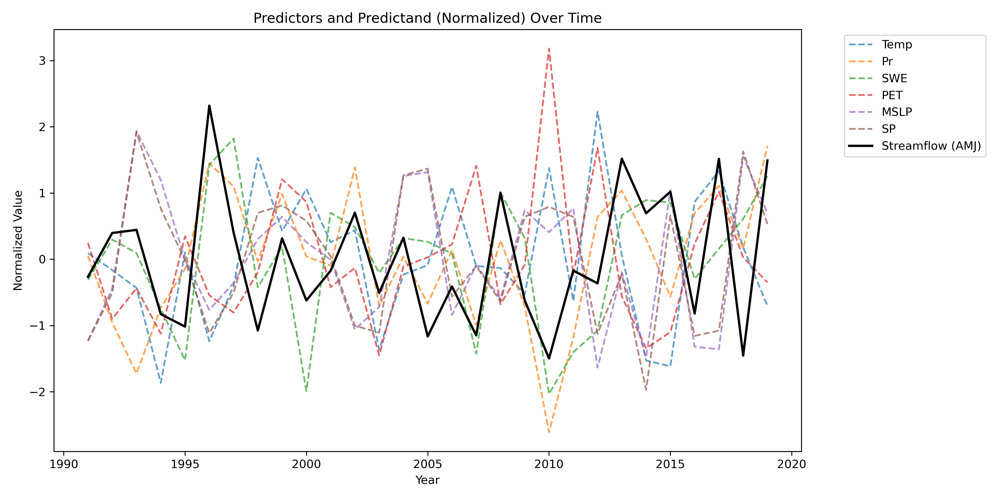 Predictors and Predictand (Normalized) Over Time
Temp
Pr
SWE
PET
MSLP
SP
Streamflow (AMJ)
Normalized Value
3
2
1
0
−1
−2
1990
1995
2000
2005
2010
2015
2020
Year